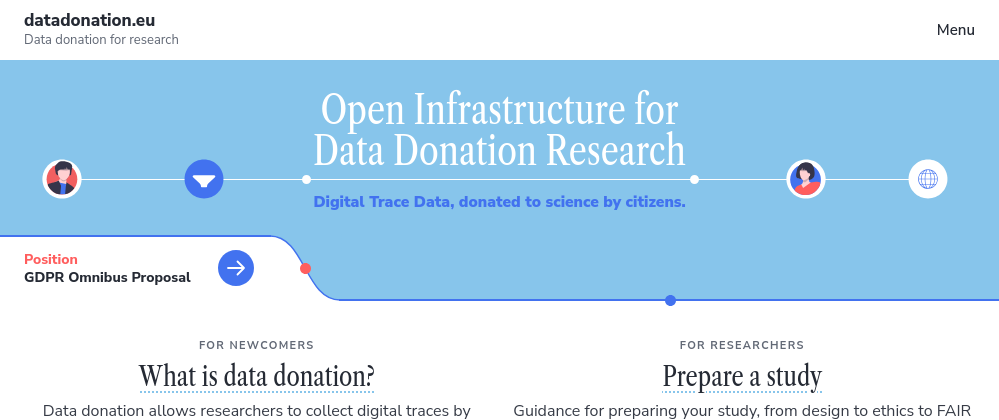 datadonation.eu
Data donation for research
Menu
Open Infrastructure for
Data Donation Research
Digital Trace Data, donated to science by citizens.
Position
GDPR Omnibus Proposal
FOR NEWCOMERS
What is data donation?
Data donation allows researchers to collect digital traces by
FOR RESEARCHERS
Prepare a study
Guidance for preparing your study, from design to ethics to FAIR